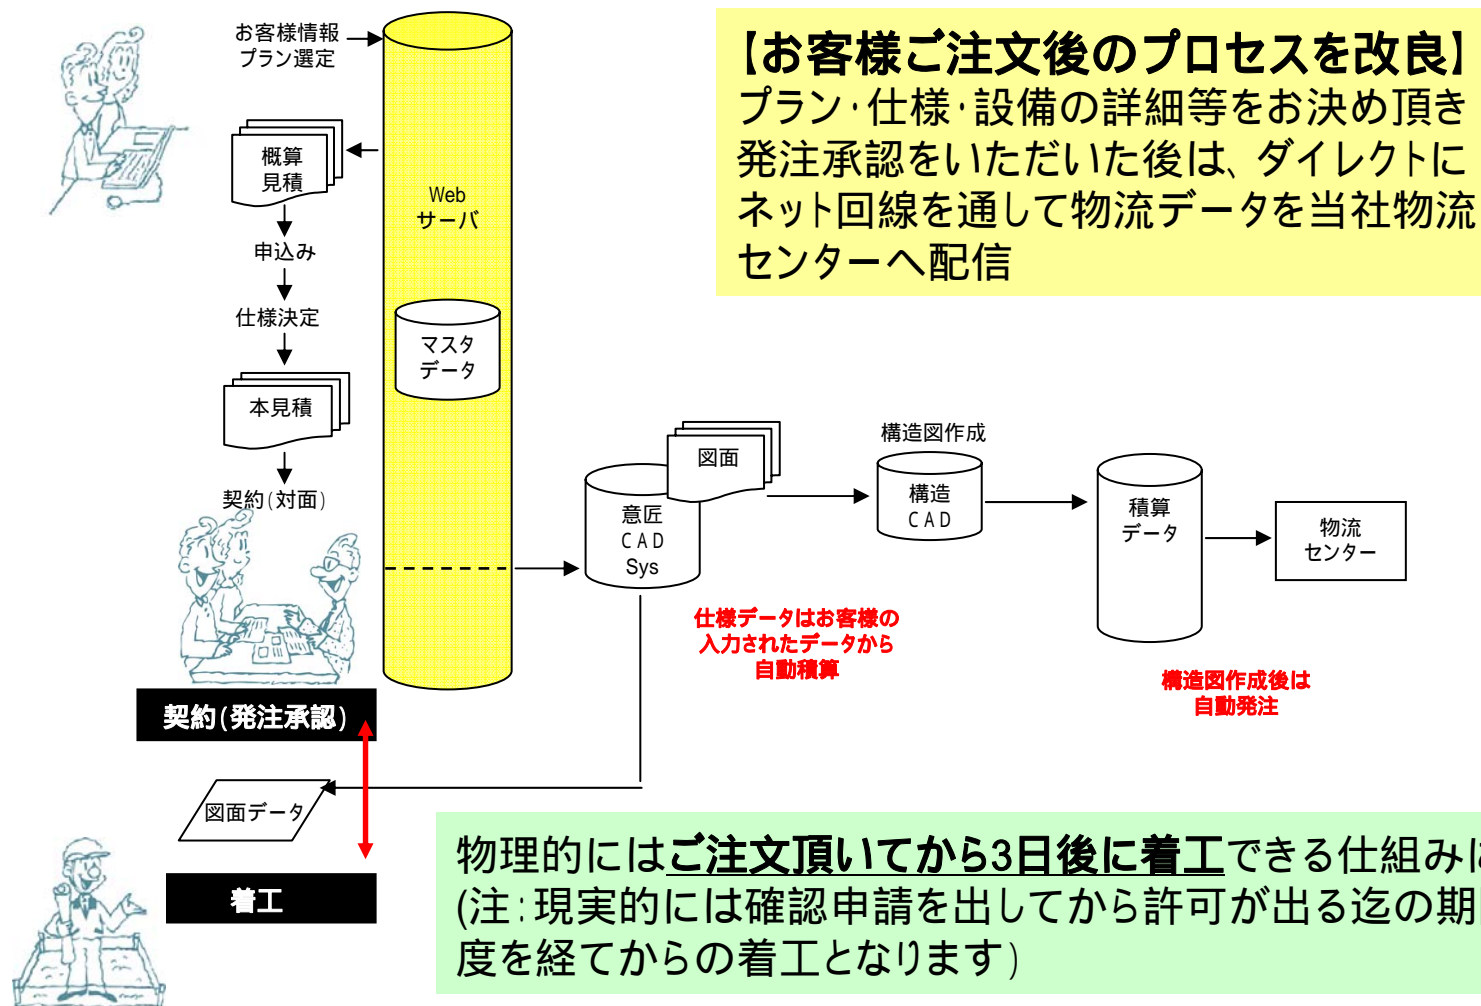 お客様情報
プラン選定
概算
見積
申込み
仕様決定
本見積
契約(対面)
Web
サーバ
マスタ
データ
【お客様ご注文後のプロセスを改良】
プラン・仕様・設備の詳細等をお決め頂き
発注承認をいただいた後は、ダイレクトに
ネット回線を通して物流データを当社物流
センターへ配信
図面
意匠
CAD
Sys
構造図作成
構造
CAD
積算
データ
物流
センター
仕様データはお客様の
入力されたデータから
自動積算
構造図作成後は
自動発注
契約(発注承認)
図面データ
着工
物理的にはご注文頂いてから3日後に着工できる仕組みに
(注:現実的には確認申請を出してから許可が出る迄の期
度を経てからの着工となります)